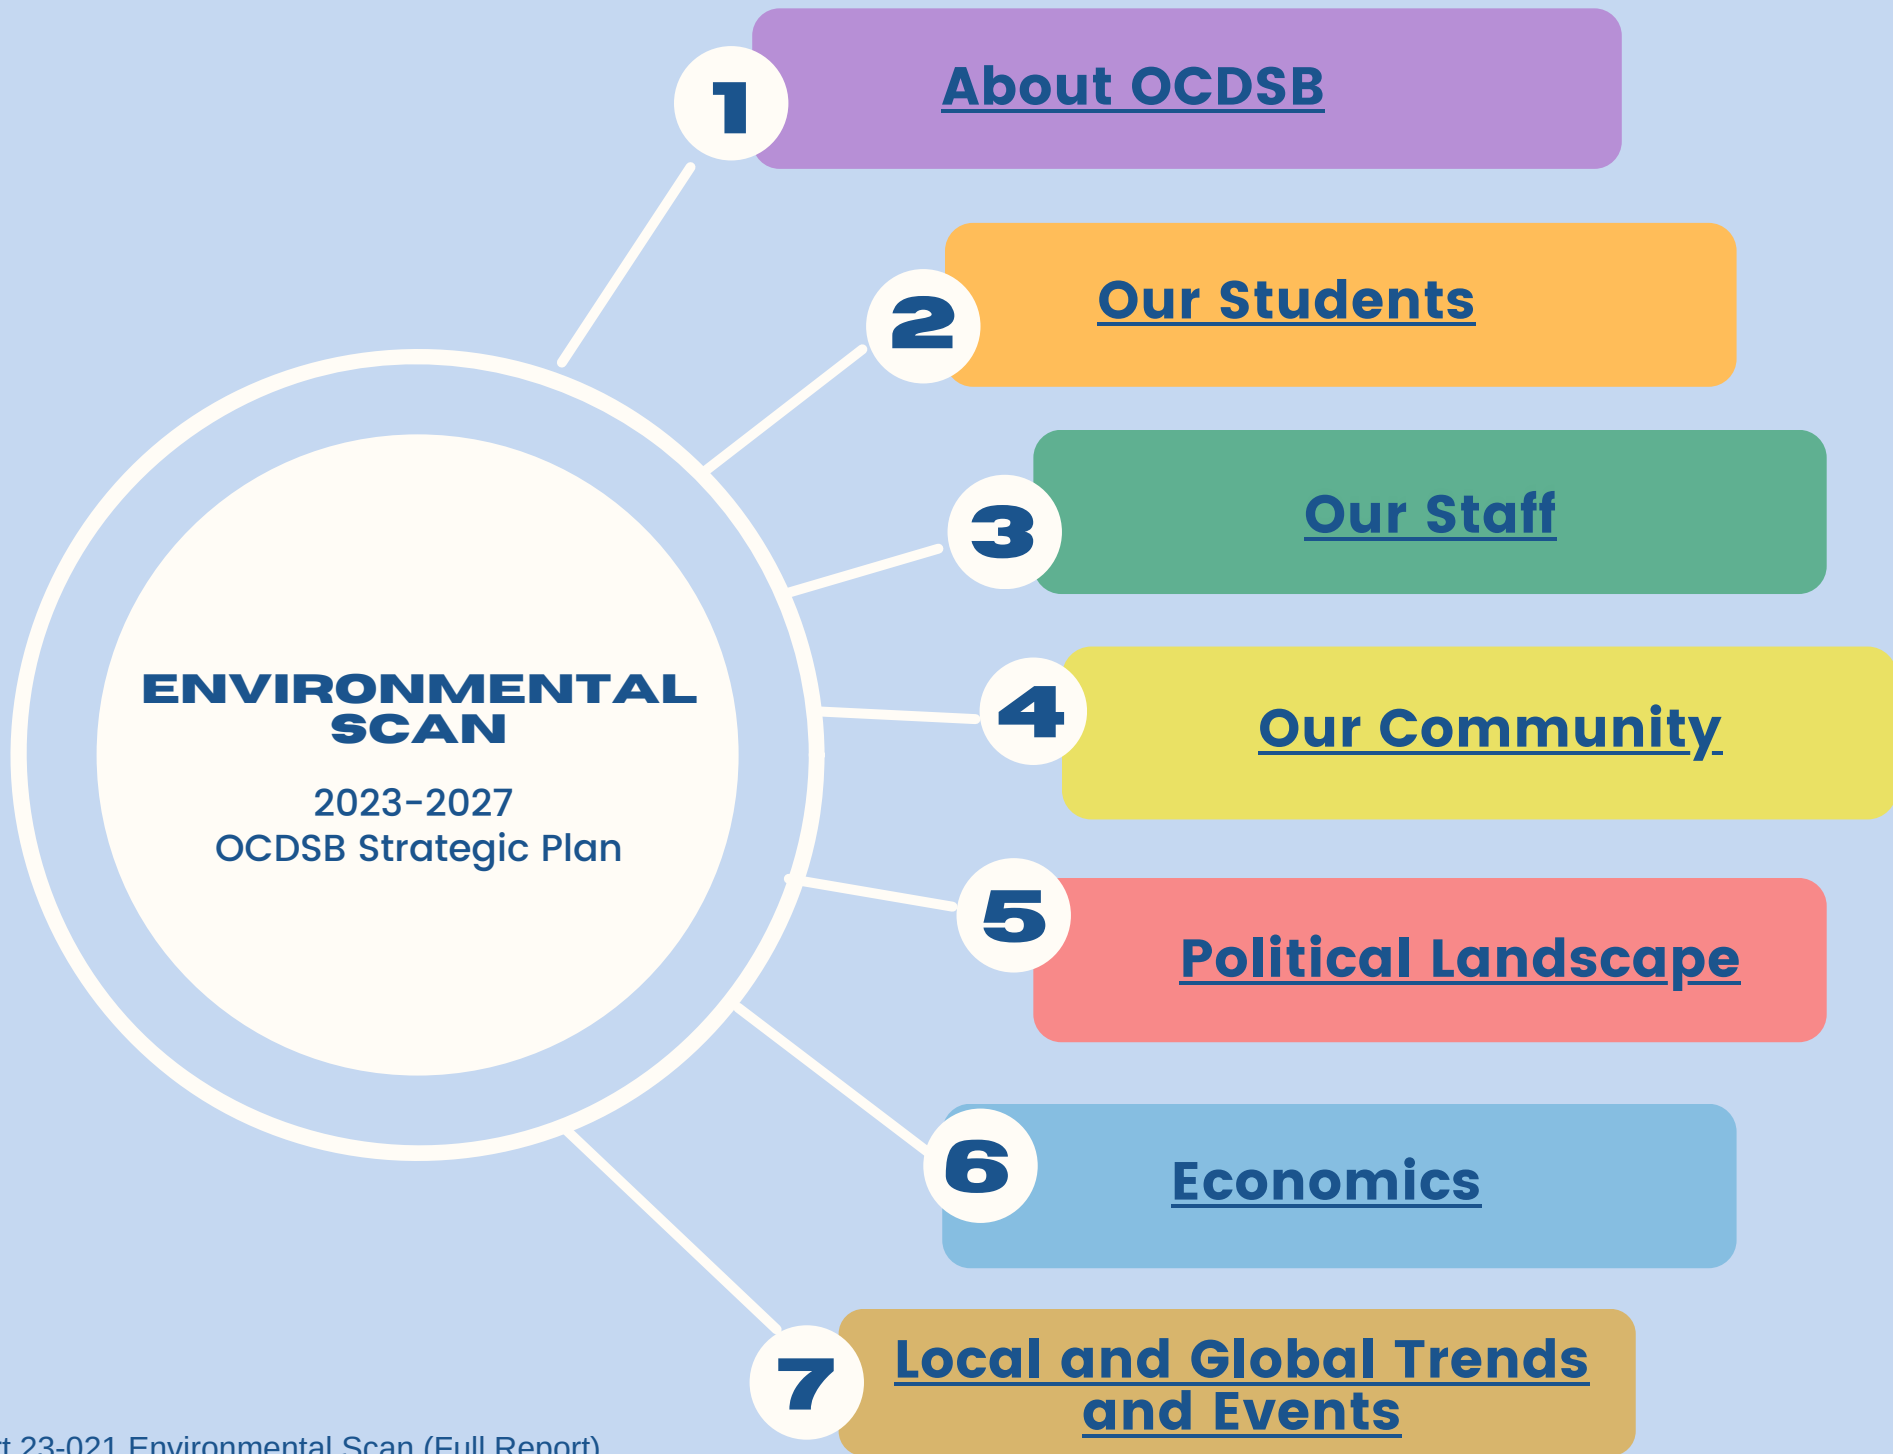 1
About OCDSB
2
Our Students
3
Our Staff
ENVIRONMENTAL
SCAN
2023-2027
OCDSB Strategic Plan
4
Our Community
5
Political Landscape
6
Economics
7
Local and Global Trends
and Events
23-021 Environmental Scan (Full Report)